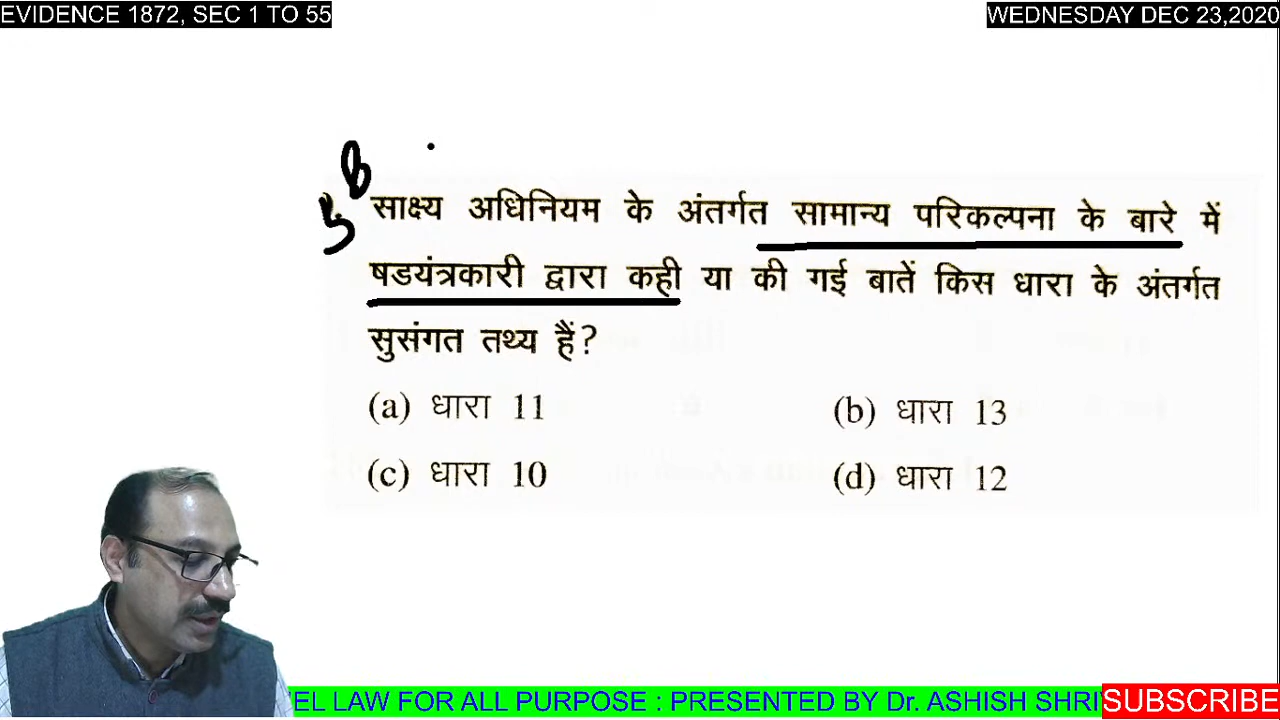 EVIDENCE 1872, SEC 1 TO 55
WEDNESDAY DEC 23,2020
साक्ष्य अधिनियम के अंतर्गत सामान्य परिकल्पना के बारे में
षडयंत्रकारी द्वारा कही या की गई बातें किस धारा के अंतर्गत
सुसंगत तथ्य हैं?
(a) धारा 11
(b) धारा 13
(c) धारा 10
(d) धारा 12
EL LAW FOR ALL PURPOSE : PRESENTED BY Dr. ASHISH SHRI
SUBSCRIBE